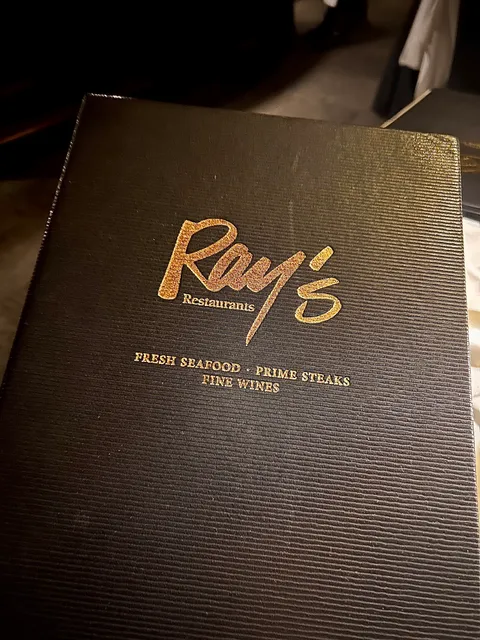 Ray's
Restaurants
FRESH SEAFOOD · PRIME STEAKS
FINE WINES